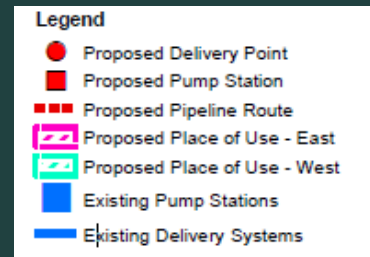 Legend
Proposed Delivery Point
Proposed Pump Station
Proposed Pipeline Route
Proposed Place of Use - East
Proposed Place of Use - West
Existing Pump Stations
Existing Delivery Systems